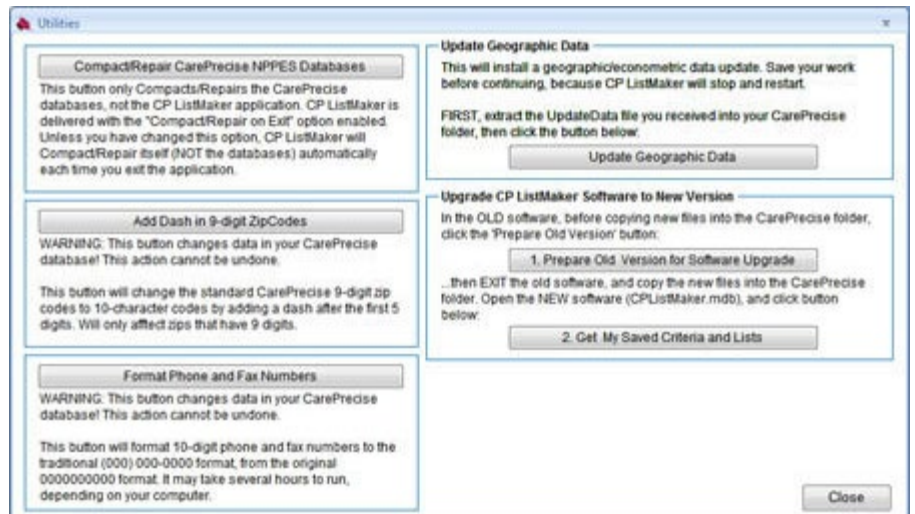 Utilities
Compact/Repair CarePrecise NPPES Databases
This button only Compacts/Repairs the CarePrecise
databases, not the CP ListMaker application. CP ListMaker is
delivered with the "Compact/Repair on Exit" option enabled.
Unless you have changed this option, CP ListMaker will
Compact/Repair itself (NOT the databases) automatically
each time you exit the application.
Add Dash in 9-digit ZipCodes
WARNING: This button changes data in your CarePrecise
database! This action cannot be undone.
This button will change the standard CarePrecise 9-digit zip
codes to 10-character codes by adding a dash after the first 5
digits. Will only affect zips that have 9 digits.
Format Phone and Fax Numbers
WARNING: This button changes data in your CarePrecise
database! This action cannot be undone.
This button will format 10-digit phone and fax numbers to the
traditional (000) 000-0000 format, from the original
0000000000 format. It may take several hours to run,
depending on your computer.
Update Geographic Data
This will install a geographic/econometric data update. Save your work
before continuing, because CP ListMaker will stop and restart.
FIRST, extract the UpdateData file you received into your CarePrecise
folder, then click the button below:
Update Geographic Data
Upgrade CP ListMaker Software to New Version
In the OLD software, before copying new files into the CarePrecise folder,
click the 'Prepare Old Version' button:
1. Prepare Old Version for Software Upgrade
...then EXIT the old software, and copy the new files into the CarePrecise
folder. Open the NEW software (CPListMaker.mdb), and click button
below:
2. Get My Saved Criteria and Lists
Close